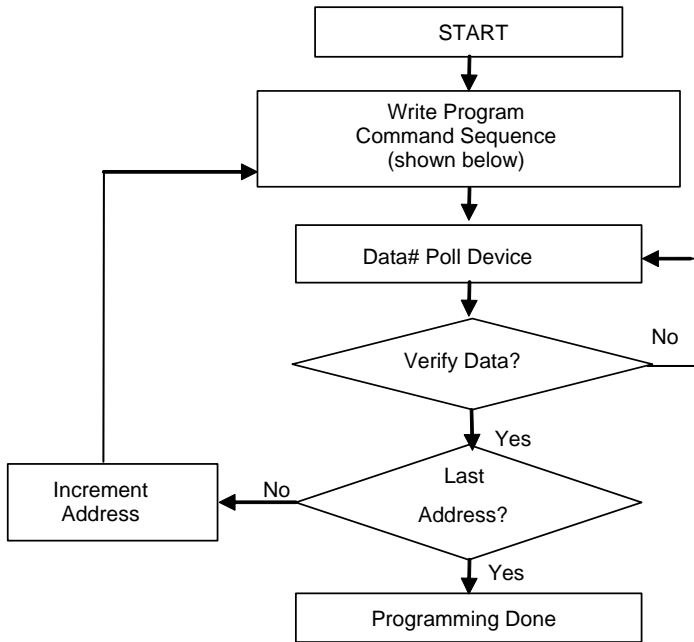 START
Write Program
Command Sequence
(shown below)
Data# Poll Device
No
Verify Data?
Yes
Last
Address?
No
Increment
Address
Yes
Programming Done